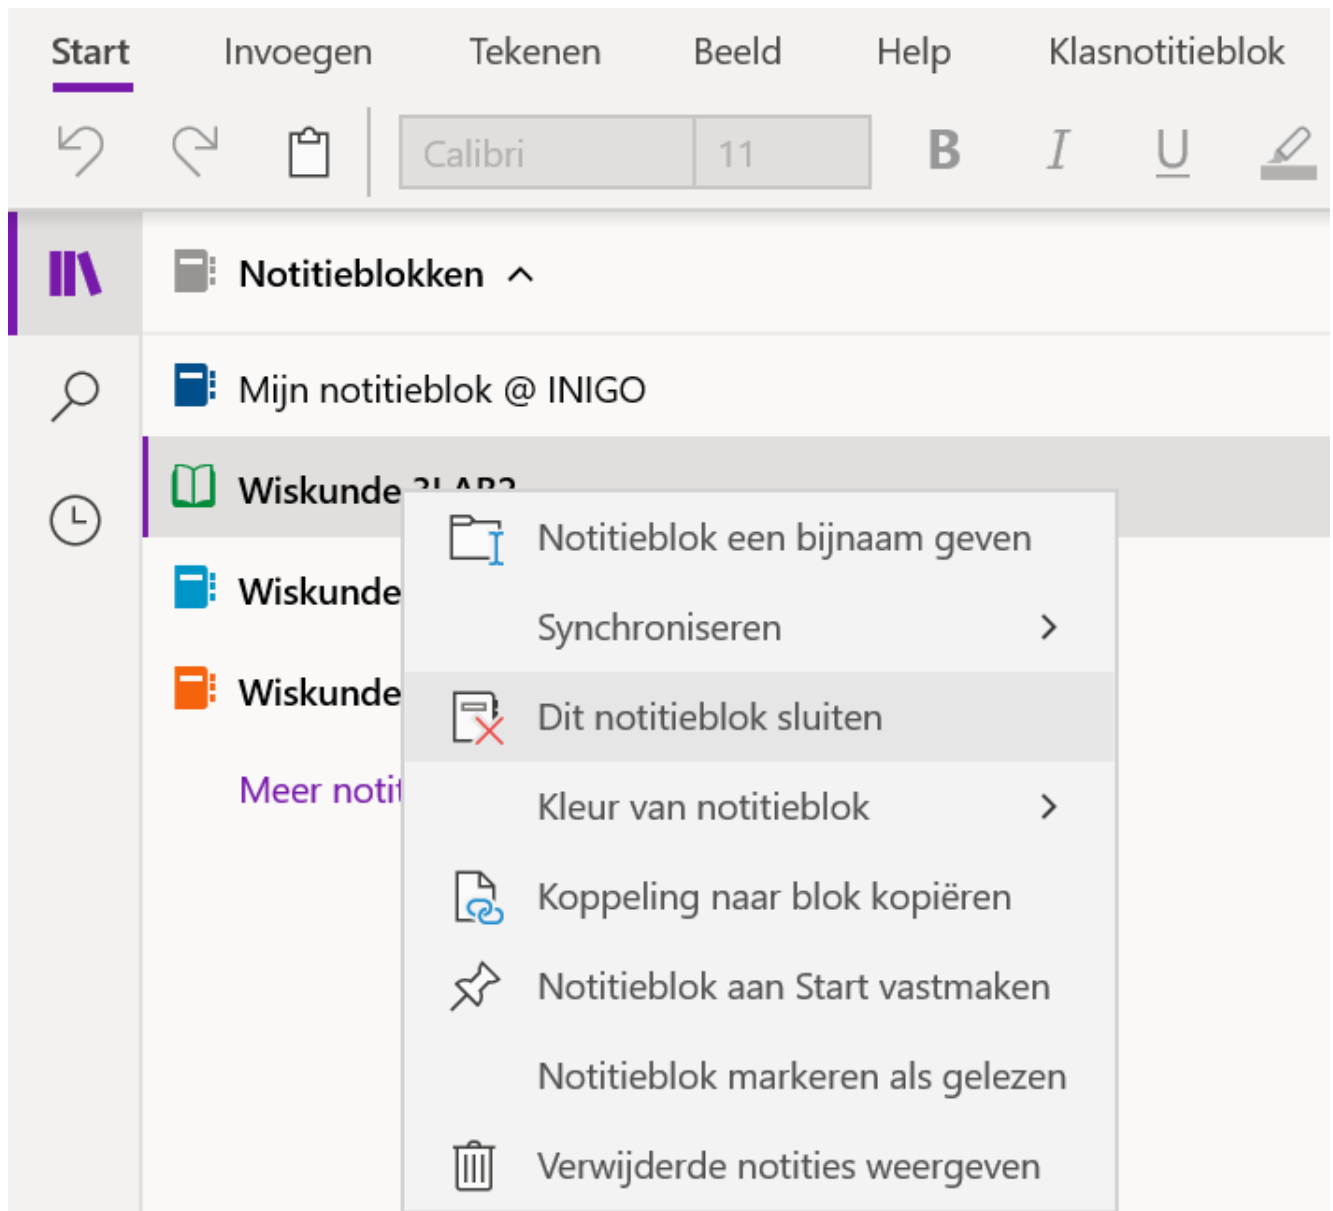 Start Invoegen Tekenen Beeld Help Klasnotitieblok
Calibri 11 B I U
Notitieblokken
Mijn notitieblok @ INIGO
Wiskunde
Notitieblok een bijnaam geven
Wiskunde
Synchroniseren
Wiskunde
Dit notitieblok sluiten
Meer
Kleur van notitieblok
Koppeling naar blok kopiëren
Notitieblok aan Start vastmaken
Notitieblok markeren als gelezen
Verwijderde notities weergeven